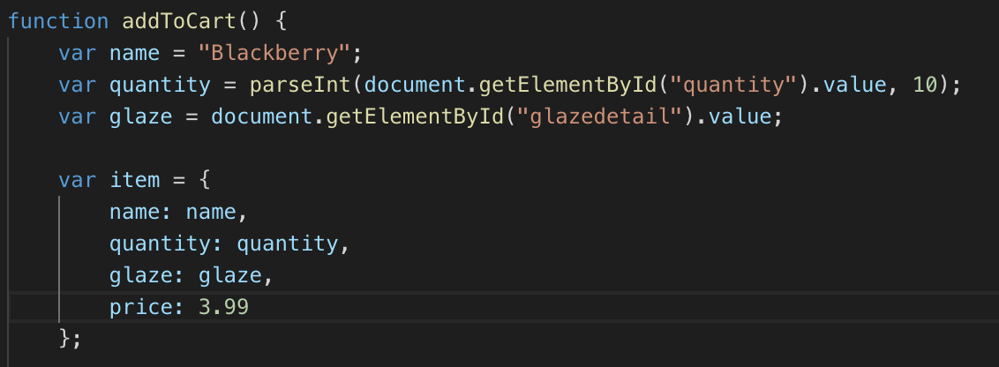 function addToCart() {
    var name = "Blackberry";
    var quantity = parseInt(document.getElementById("quantity").value, 10);
    var glaze = document.getElementById("glazedetail").value;

    var item = {
        name: name,
        quantity: quantity,
        glaze: glaze,
        price: 3.99
    };